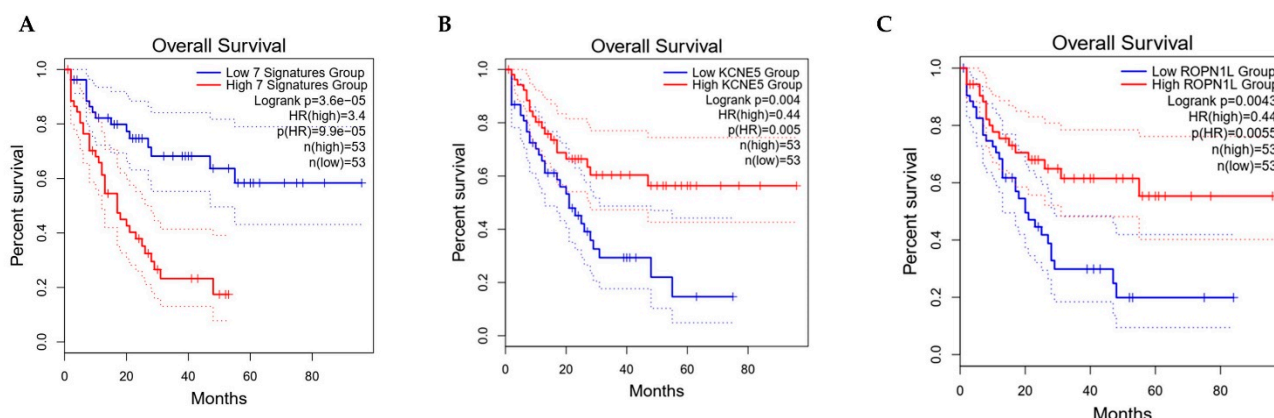 A
Overall Survival
Low 7 Signatures Group
High 7 Signatures Group
Logrank p=3.6e−05
HR(high)=3.4
p(HR)=9.9e−05
n(high)=53
n(low)=53
Percent survival
1.0
0.8
0.6
0.4
0.2
0.0
0 20 40 60 80
Months
B
Overall Survival
Low KCNE5 Group
High KCNE5 Group
Logrank p=0.004
HR(high)=0.44
p(HR)=0.005
n(high)=53
n(low)=53
Percent survival
1.0
0.8
0.6
0.4
0.2
0.0
0 20 40 60 80
Months
C
Overall Survival
Low ROPN1L Group
High ROPN1L Group
Logrank p=0.0043
HR(high)=0.44
p(HR)=0.0055
n(high)=53
n(low)=53
Percent survival
1.0
0.8
0.6
0.4
0.2
0.0
0 20 40 60 80
Months